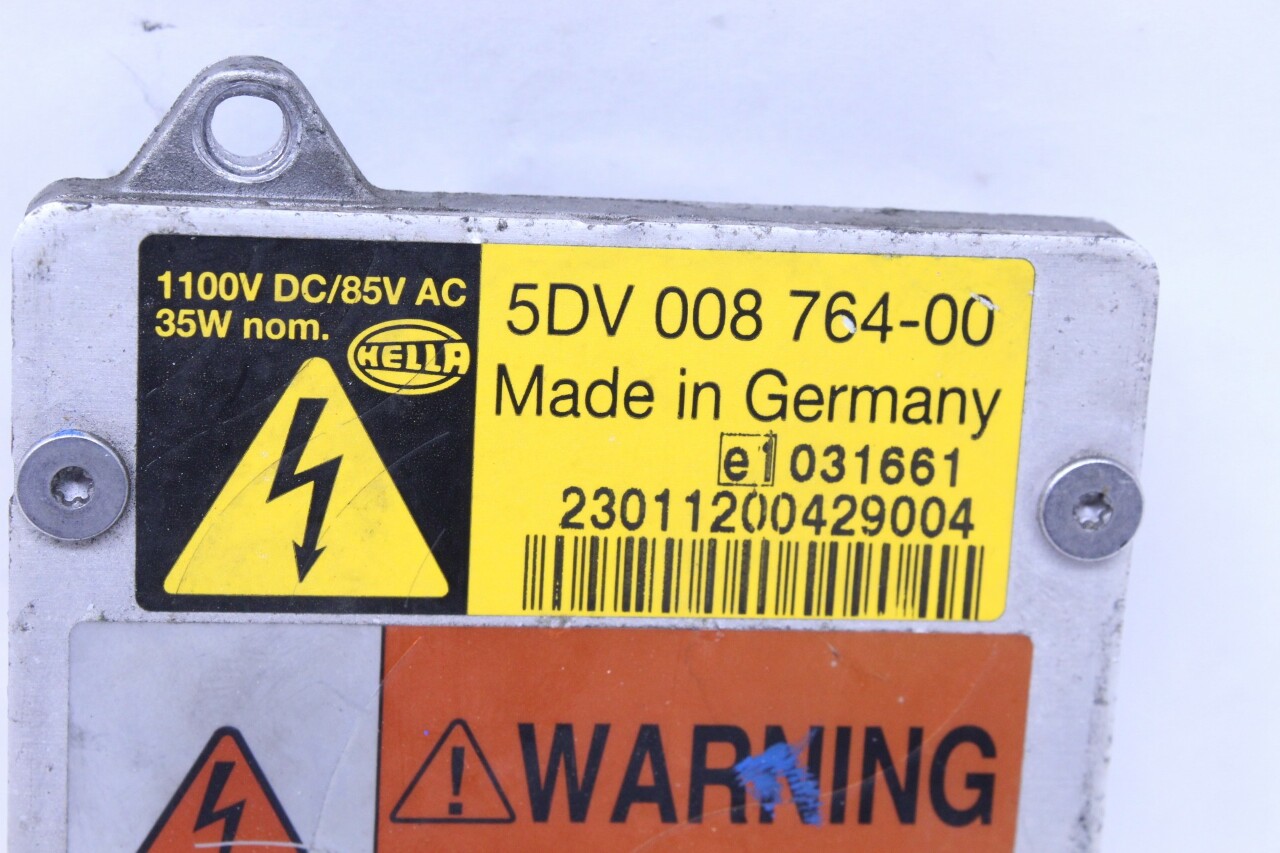 1100V DC/85V AC
35W nom.
HELLA
5DV 008 764-00
Made in Germany
e1 031661
23011200429004
WARNING